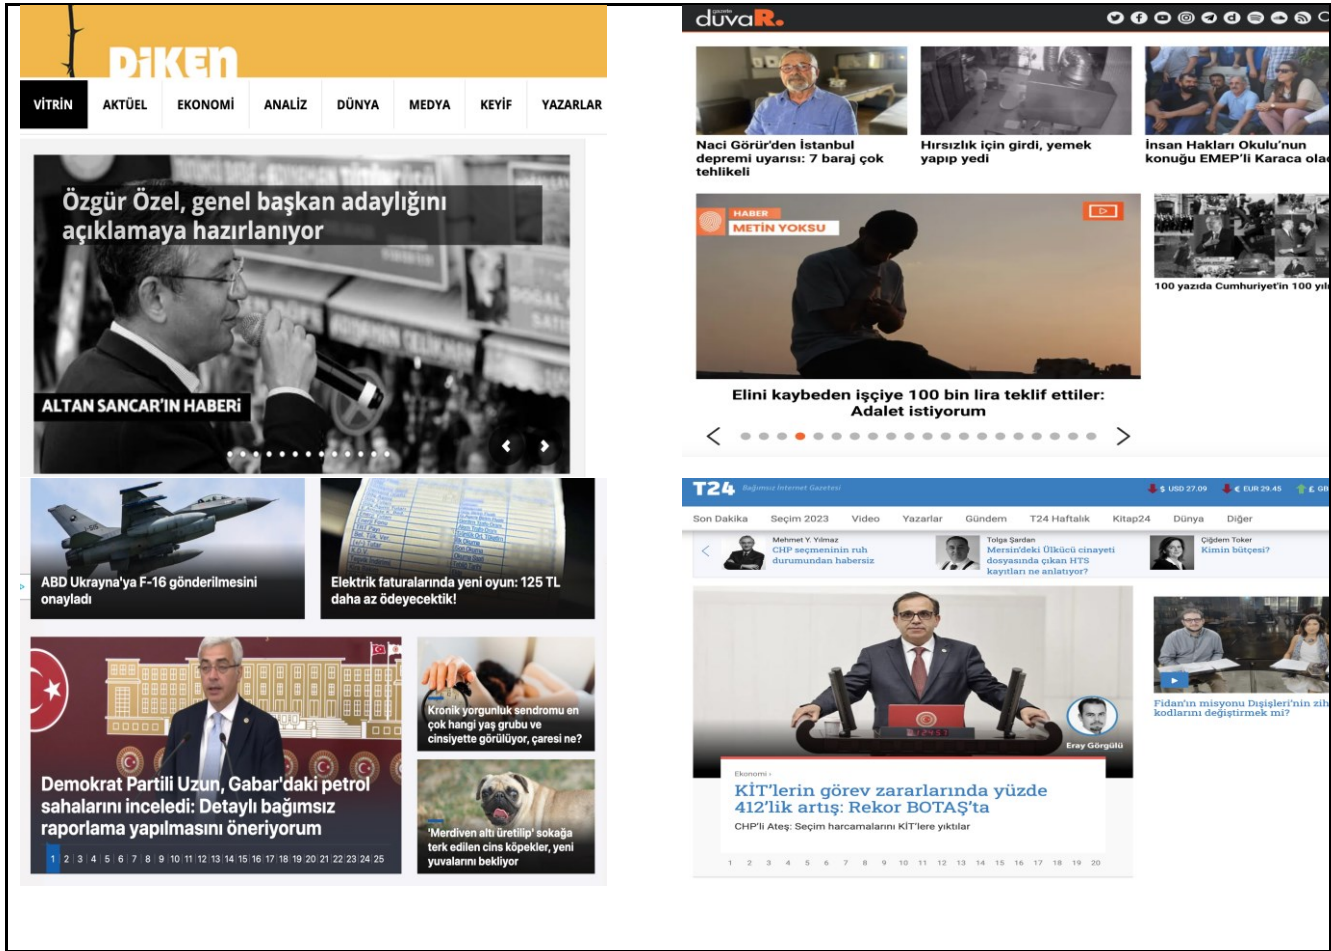 DiKEN
VİTRİN AKTÜEL EKONOMİ ANALİZ DÜNYA MEDYA KEYİF YAZARLAR
Özgür Özel, genel başkan adaylığını
açıklamaya hazırlanıyor
ALTAN SANCAR'IN HABERİ
ABD Ukrayna'ya F-16 gönderilmesini
onayladı
Elektrik faturalarında yeni oyun: 125 TL
daha az ödeyecektik!
Demokrat Partili Uzun, Gabar'daki petrol
sahalarını inceledi: Detaylı bağımsız
raporlama yapılmasını öneriyorum
1 2 3 4 5 6 7 8 9 10 11 12 13 14 15 16 17 18 19 20 21 22 23 24 25
Kronik yorgunluk sendromu en
çok hangi yaş grubu ve
cinsiyette görülüyor, çaresi ne?
'Merdiven altı üretilip' sokağa
terk edilen cins köpekler, yeni
yuvalarını bekliyor
gazete
duvaR.
Naci Görür'den İstanbul
depremi uyarısı: 7 baraj çok
tehlikeli
Hırsızlık için girdi, yemek
yapıp yedi
İnsan Hakları Okulu'nun
konuğu EMEP'li Karaca olac
HABER
METİN YOKSU
Elini kaybeden işçiye 100 bin lira teklif ettiler:
Adalet istiyorum
100 yazıda Cumhuriyet'in 100 yılı
T24 Bağımsız İnternet Gazetesi
$ USD 27.09 € EUR 29.45 £ GB
Son Dakika Seçim 2023 Video Yazarlar Gündem T24 Haftalık Kitap24 Dünya Diğer
Mehmet Y. Yılmaz
CHP seçmeninin ruh
durumundan habersiz
Tolga Şardan
Mersin'deki Ülkücü cinayeti
dosyasında çıkan HTS
kayıtları ne anlatıyor?
Çiğdem Toker
Kimin bütçesi?
Eray Görgülü
Ekonomi ›
KİT'lerin görev zararlarında yüzde
412'lik artış: Rekor BOTAŞ'ta
CHP'li Ateş: Seçim harcamalarını KİT'lere yıktılar
1 2 3 4 5 6 7 8 9 10 11 12 13 14 15 16 17 18 19 20
Fidan'ın misyonu Dışişleri'nin zih
kodlarını değiştirmek mi?